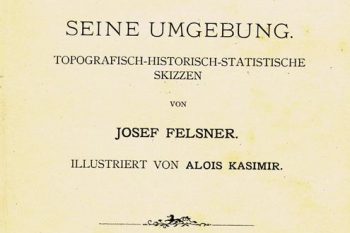 SEINE UMGEBUNG.
TOPOGRAFISCH-HISTORISCH-STATISTISCHE
SKIZZEN
VON
JOSEF FELSNER.
ILLUSTRIERT VON ALOIS KASIMIR.